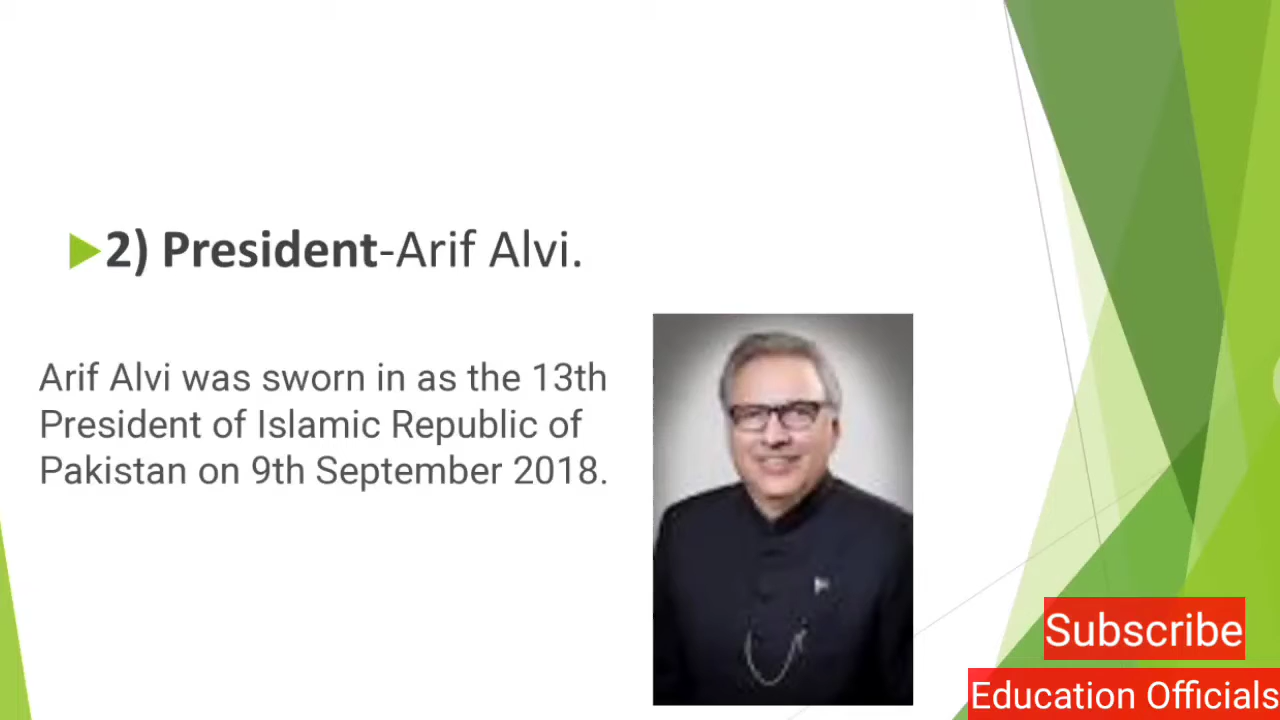 2) President-Arif Alvi.
Arif Alvi was sworn in as the 13th
President of Islamic Republic of
Pakistan on 9th September 2018.
Subscribe
Education Officials